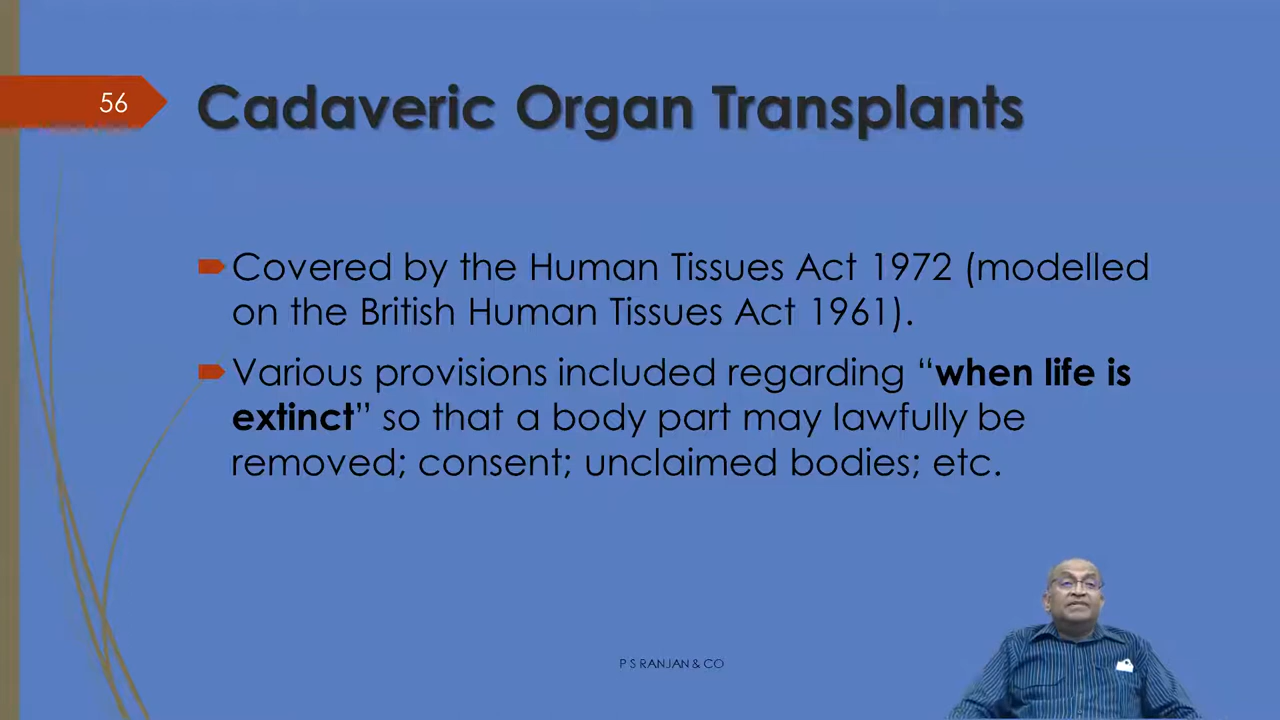 56
Cadaveric Organ Transplants
Covered by the Human Tissues Act 1972 (modelled
on the British Human Tissues Act 1961).
Various provisions included regarding “when life is
extinct” so that a body part may lawfully be
removed; consent; unclaimed bodies; etc.
P S RANJAN & CO